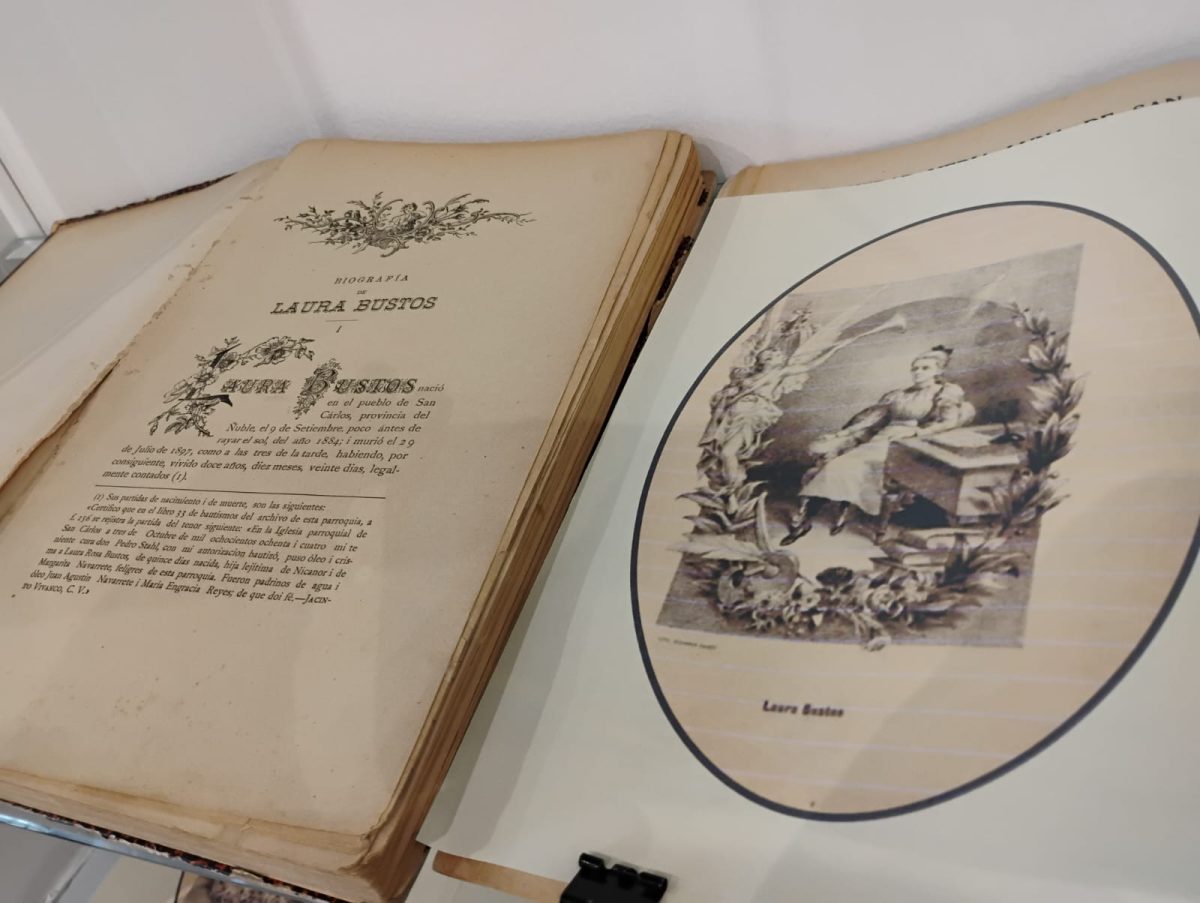 BIOGRAFÍA
DE
LAURA BUSTOS
I
LAURA BUSTOS nació
en el pueblo de San
Cárlos, provincia del
Ñuble, el 9 de Setiembre, poco ántes de
rayar el sol, del año 1884; i murió el 29
de Julio de 1897, como a las tres de la tarde, habiendo, por
consiguiente, vivido doce años, diez meses, veinte dias, legal-
mente contados (1).
(1) Sus partidas de nacimiento i de muerte, son las siguientes:
«Certifico que en el libro 33 de bautismos del archivo de esta parroquia, a
f. 256 se rejistra la partida del tenor siguiente: «En la Iglesia parroquial de
San Cárlos a tres de Octubre de mil ochocientos ochenta i cuatro mi te
niente cura don Pedro Stahl, con mi autorizacion bautizó, puso óleo i cris-
ma a Laura Rosa Bustos, de quince dias nacida, hija lejítima de Nicanor i de
Margarita Navarrete, feligres de esta parroquia. Fueron padrinos de agua i
óleo Juan Agustin Navarrete i María Engracia Reyes; de que doi fé.—JACIN-
TO VIVASCO, C. V.»
DE SAN
Laura Bustos